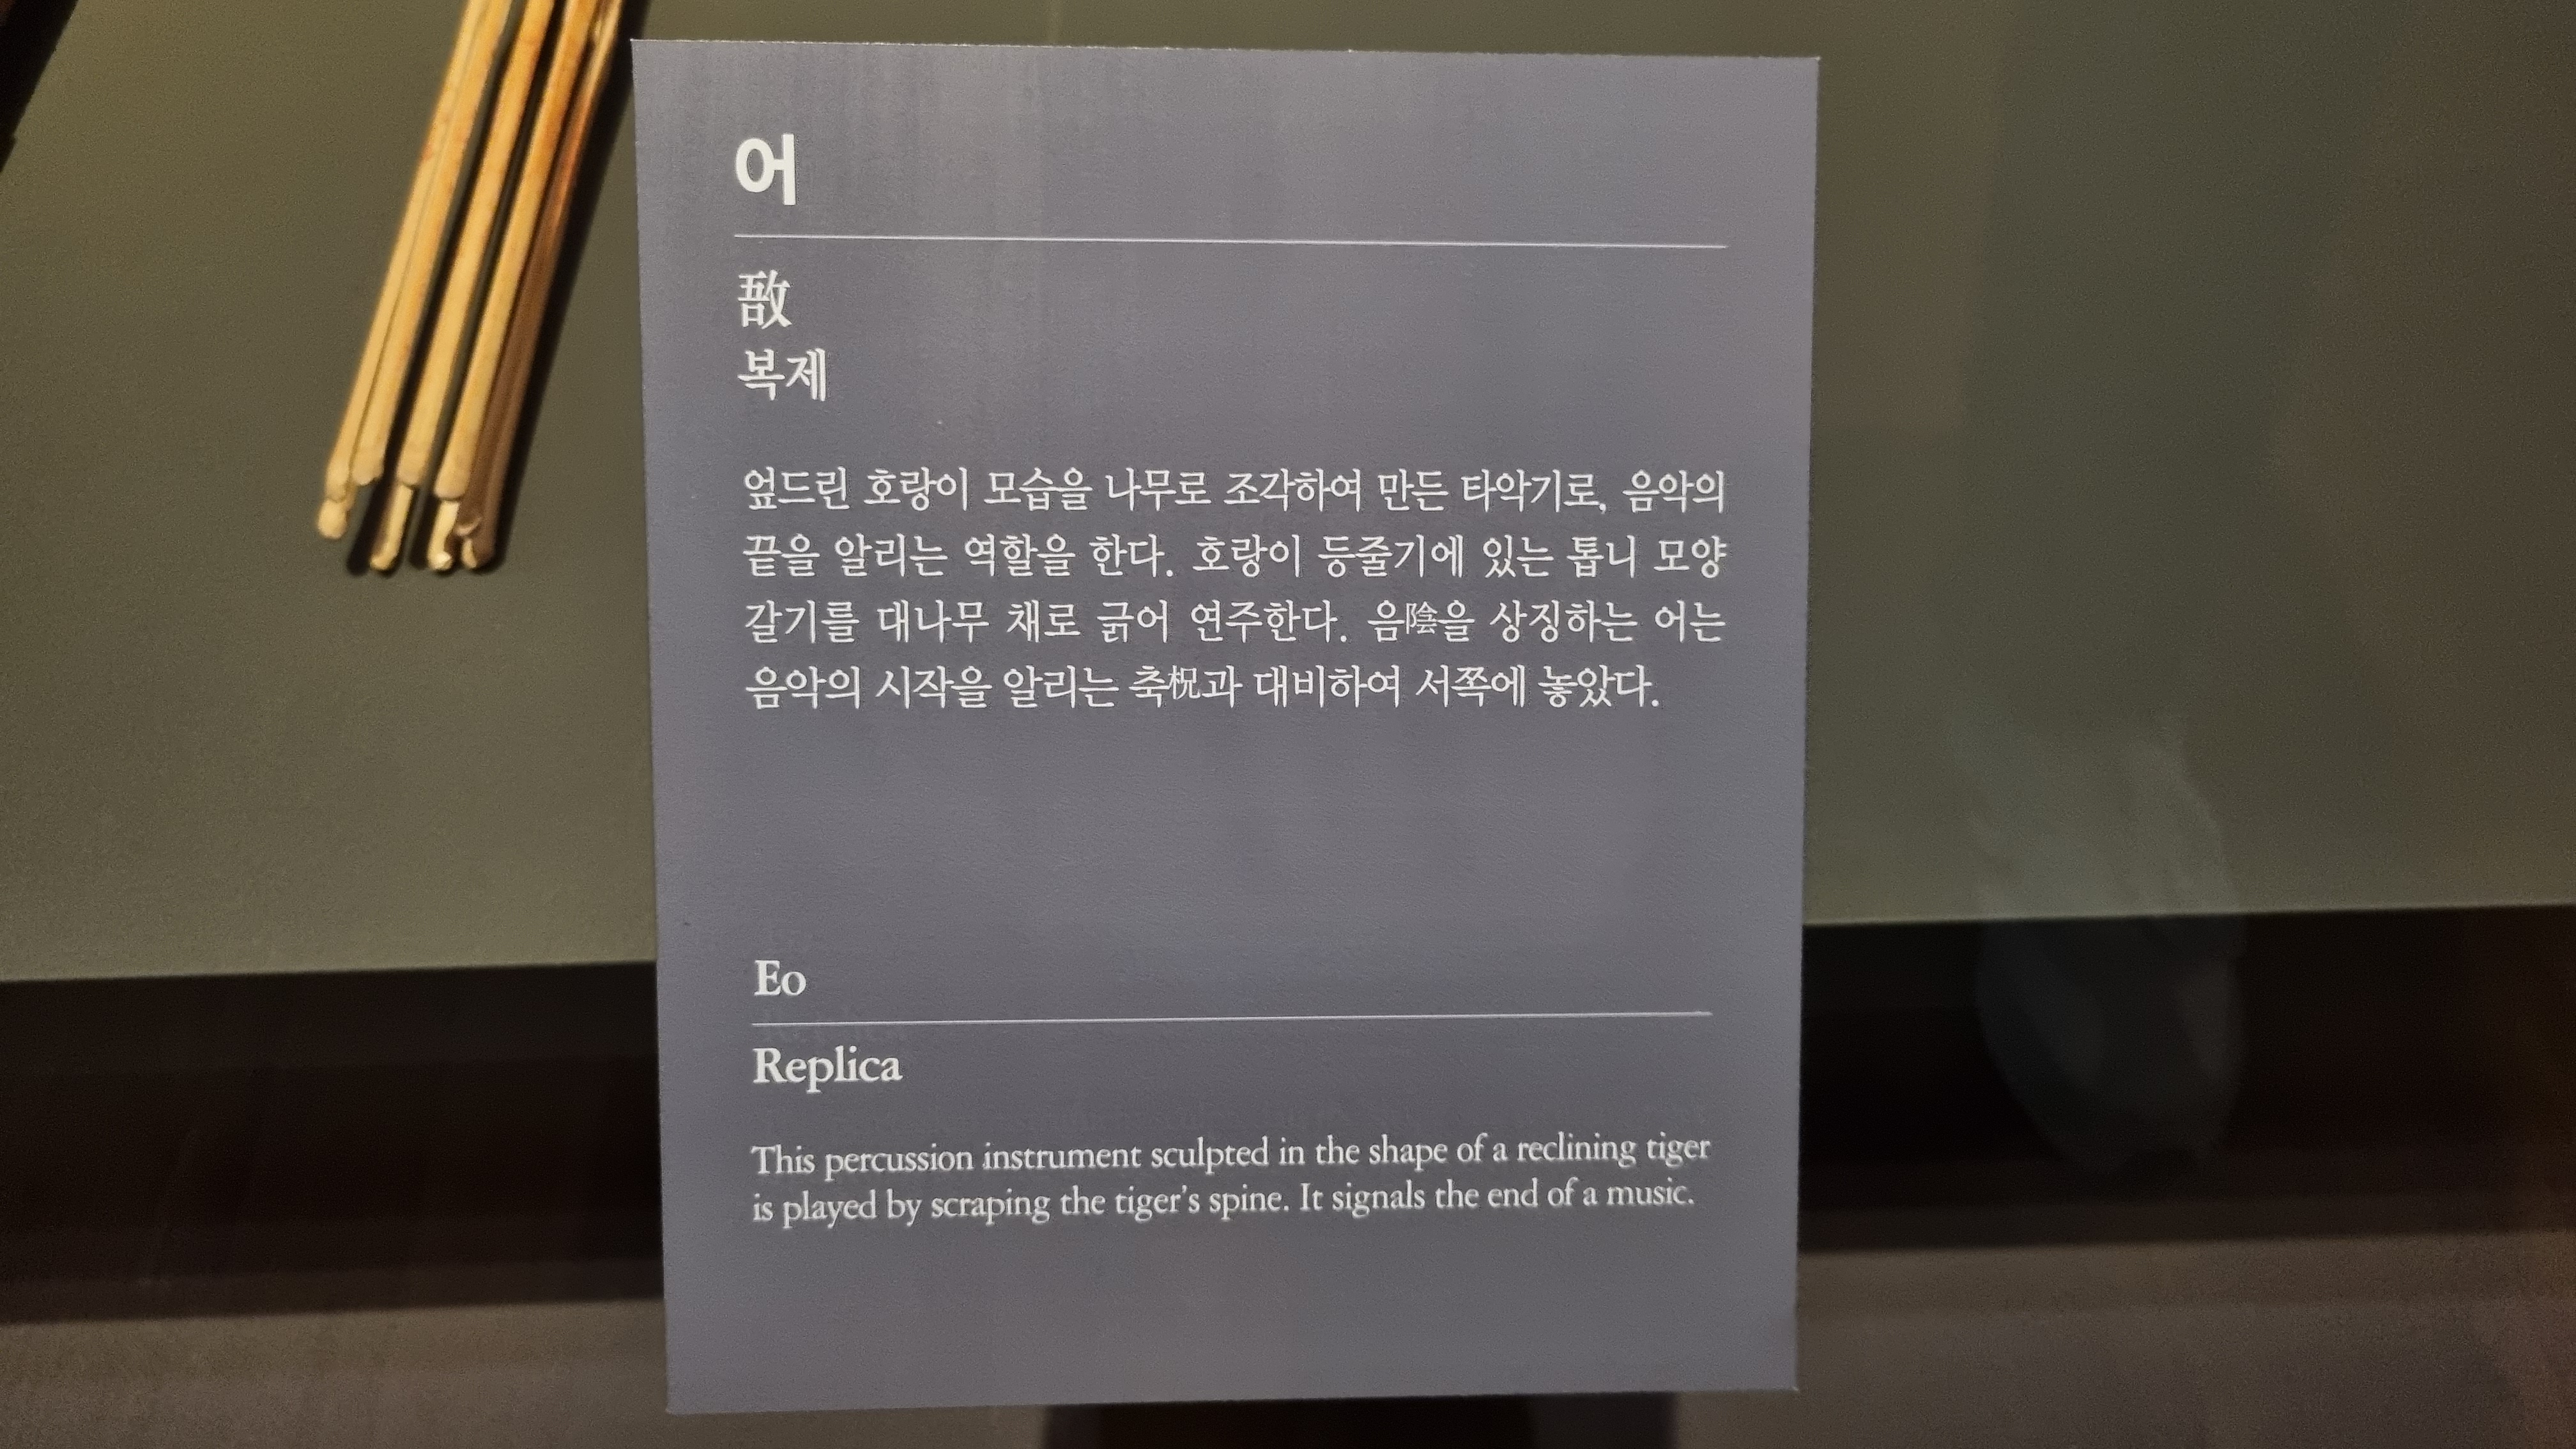 어
敔
복제
엎드린 호랑이 모습을 나무로 조각하여 만든 타악기로, 음악의
끝을 알리는 역할을 한다. 호랑이 등줄기에 있는 톱니 모양
갈기를 대나무 채로 긁어 연주한다. 음陰을 상징하는 어는
음악의 시작을 알리는 축柷과 대비하여 서쪽에 놓았다.
Eo
Replica
This percussion instrument sculpted in the shape of a reclining tiger
is played by scraping the tiger’s spine. It signals the end of a music.